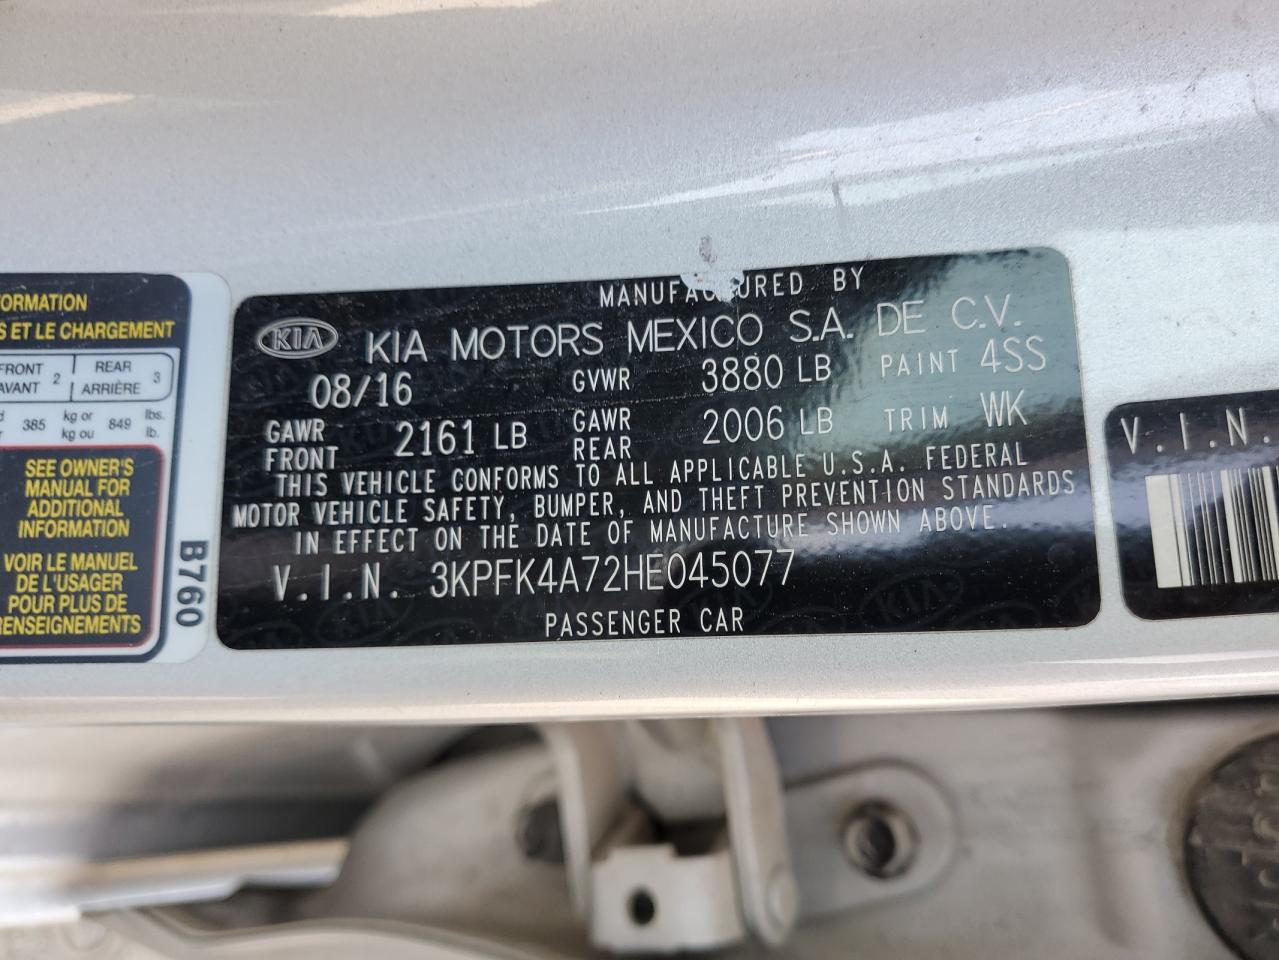 FORMATION
S ET LE CHARGEMENT
FRONT
AVANT 2
REAR
ARRIÈRE 3
385 kg or 849 lbs.
kg ou lb.
SEE OWNER'S
MANUAL FOR
ADDITIONAL
INFORMATION
VOIR LE MANUEL
DE L'USAGER
POUR PLUS DE
RENSEIGNEMENTS
B760
MANUFACTURED BY
KIA KIA MOTORS MEXICO S.A. DE C.V.
08/16 GVWR 3880 LB PAINT 4SS
GAWR FRONT 2161 LB GAWR REAR 2006 LB TRIM WK
THIS VEHICLE CONFORMS TO ALL APPLICABLE U.S.A. FEDERAL
MOTOR VEHICLE SAFETY, BUMPER, AND THEFT PREVENTION STANDARDS
IN EFFECT ON THE DATE OF MANUFACTURE SHOWN ABOVE.
V.I.N. 3KPFK4A72HE045077
PASSENGER CAR
V.I.N.